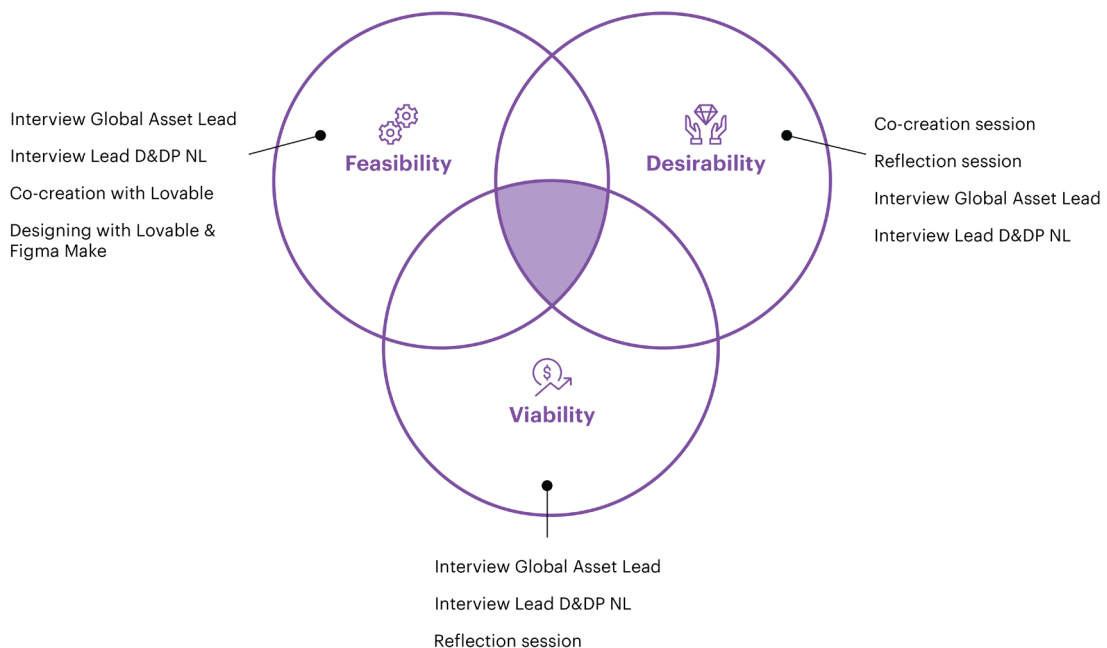 Interview Global Asset Lead
Interview Lead D&DP NL
Co-creation with Lovable
Designing with Lovable &
Figma Make
Feasibility
Desirability
Co-creation session
Reflection session
Interview Global Asset Lead
Interview Lead D&DP NL
$
Viability
Interview Global Asset Lead
Interview Lead D&DP NL
Reflection session